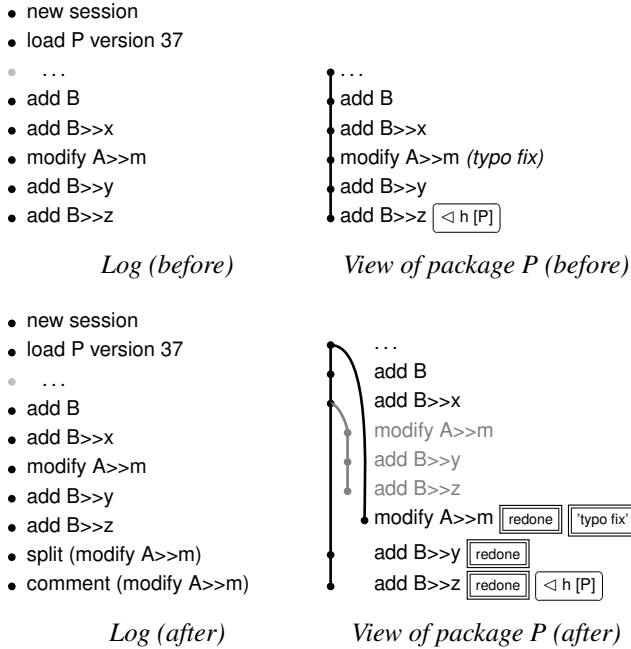 new session
load P version 37
. . .
. . .
add B
add B
add B>>x
add B>>x
modify A>>m
modify A>>m (typo fix)
add B>>y
add B>>y
add B>>z
add B>>z ◁ h [P]
Log (before)
View of package P (before)
new session
load P version 37
. . .
. . .
add B
add B
add B>>x
add B>>x
modify A>>m
modify A>>m
add B>>y
add B>>y
add B>>z
add B>>z
split (modify A>>m)
comment (modify A>>m)
modify A>>m redone 'typo fix'
add B>>y redone
add B>>z redone ◁ h [P]
Log (after)
View of package P (after)